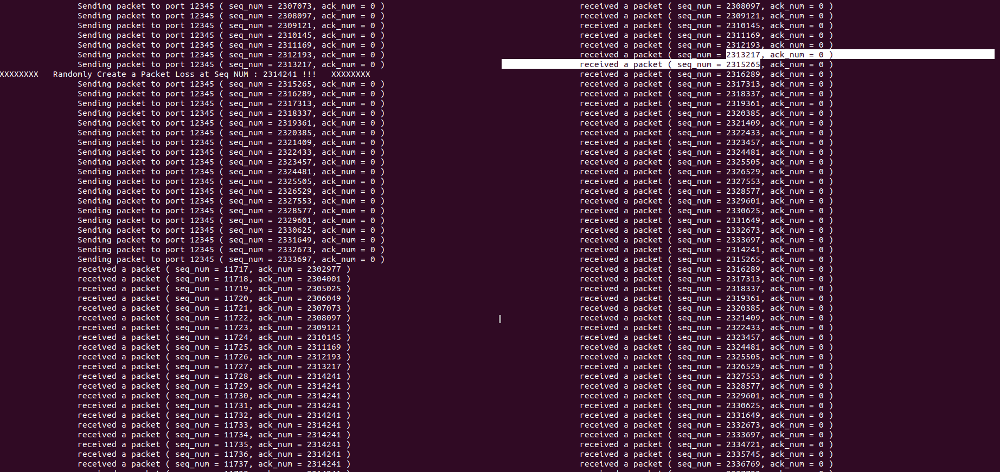 Sending packet to port 12345 ( seq_num = 2307073, ack_num = 0 )
Sending packet to port 12345 ( seq_num = 2308097, ack_num = 0 )
Sending packet to port 12345 ( seq_num = 2309121, ack_num = 0 )
Sending packet to port 12345 ( seq_num = 2310145, ack_num = 0 )
Sending packet to port 12345 ( seq_num = 2311169, ack_num = 0 )
Sending packet to port 12345 ( seq_num = 2312193, ack_num = 0 )
Sending packet to port 12345 ( seq_num = 2313217, ack_num = 0 )
XXXXXXXX Randomly Create a Packet Loss at Seq NUM : 2314241 !!! XXXXXXXX
Sending packet to port 12345 ( seq_num = 2315265, ack_num = 0 )
Sending packet to port 12345 ( seq_num = 2316289, ack_num = 0 )
Sending packet to port 12345 ( seq_num = 2317313, ack_num = 0 )
Sending packet to port 12345 ( seq_num = 2318337, ack_num = 0 )
Sending packet to port 12345 ( seq_num = 2319361, ack_num = 0 )
Sending packet to port 12345 ( seq_num = 2320385, ack_num = 0 )
Sending packet to port 12345 ( seq_num = 2321409, ack_num = 0 )
Sending packet to port 12345 ( seq_num = 2322433, ack_num = 0 )
Sending packet to port 12345 ( seq_num = 2323457, ack_num = 0 )
Sending packet to port 12345 ( seq_num = 2324481, ack_num = 0 )
Sending packet to port 12345 ( seq_num = 2325505, ack_num = 0 )
Sending packet to port 12345 ( seq_num = 2326529, ack_num = 0 )
Sending packet to port 12345 ( seq_num = 2327553, ack_num = 0 )
Sending packet to port 12345 ( seq_num = 2328577, ack_num = 0 )
Sending packet to port 12345 ( seq_num = 2329601, ack_num = 0 )
Sending packet to port 12345 ( seq_num = 2330625, ack_num = 0 )
Sending packet to port 12345 ( seq_num = 2331649, ack_num = 0 )
Sending packet to port 12345 ( seq_num = 2332673, ack_num = 0 )
Sending packet to port 12345 ( seq_num = 2333697, ack_num = 0 )
received a packet ( seq_num = 11717, ack_num = 2302977 )
received a packet ( seq_num = 11718, ack_num = 2304001 )
received a packet ( seq_num = 11719, ack_num = 2305025 )
received a packet ( seq_num = 11720, ack_num = 2306049 )
received a packet ( seq_num = 11721, ack_num = 2307073 )
received a packet ( seq_num = 11722, ack_num = 2308097 )
received a packet ( seq_num = 11723, ack_num = 2309121 )
received a packet ( seq_num = 11724, ack_num = 2310145 )
received a packet ( seq_num = 11725, ack_num = 2311169 )
received a packet ( seq_num = 11726, ack_num = 2312193 )
received a packet ( seq_num = 11727, ack_num = 2313217 )
received a packet ( seq_num = 11728, ack_num = 2314241 )
received a packet ( seq_num = 11729, ack_num = 2314241 )
received a packet ( seq_num = 11730, ack_num = 2314241 )
received a packet ( seq_num = 11731, ack_num = 2314241 )
received a packet ( seq_num = 11732, ack_num = 2314241 )
received a packet ( seq_num = 11733, ack_num = 2314241 )
received a packet ( seq_num = 11734, ack_num = 2314241 )
received a packet ( seq_num = 11735, ack_num = 2314241 )
received a packet ( seq_num = 11736, ack_num = 2314241 )
received a packet ( seq_num = 11737, ack_num = 2314241 )
received a packet ( seq_num = 2308097, ack_num = 0 )
received a packet ( seq_num = 2309121, ack_num = 0 )
received a packet ( seq_num = 2310145, ack_num = 0 )
received a packet ( seq_num = 2311169, ack_num = 0 )
received a packet ( seq_num = 2312193, ack_num = 0 )
received a packet ( seq_num = 2313217, ack_num = 0 )
received a packet ( seq_num = 2315265, ack_num = 0 )
received a packet ( seq_num = 2316289, ack_num = 0 )
received a packet ( seq_num = 2317313, ack_num = 0 )
received a packet ( seq_num = 2318337, ack_num = 0 )
received a packet ( seq_num = 2319361, ack_num = 0 )
received a packet ( seq_num = 2320385, ack_num = 0 )
received a packet ( seq_num = 2321409, ack_num = 0 )
received a packet ( seq_num = 2322433, ack_num = 0 )
received a packet ( seq_num = 2323457, ack_num = 0 )
received a packet ( seq_num = 2324481, ack_num = 0 )
received a packet ( seq_num = 2325505, ack_num = 0 )
received a packet ( seq_num = 2326529, ack_num = 0 )
received a packet ( seq_num = 2327553, ack_num = 0 )
received a packet ( seq_num = 2328577, ack_num = 0 )
received a packet ( seq_num = 2329601, ack_num = 0 )
received a packet ( seq_num = 2330625, ack_num = 0 )
received a packet ( seq_num = 2331649, ack_num = 0 )
received a packet ( seq_num = 2332673, ack_num = 0 )
received a packet ( seq_num = 2333697, ack_num = 0 )
received a packet ( seq_num = 2314241, ack_num = 0 )
received a packet ( seq_num = 2315265, ack_num = 0 )
received a packet ( seq_num = 2316289, ack_num = 0 )
received a packet ( seq_num = 2317313, ack_num = 0 )
received a packet ( seq_num = 2318337, ack_num = 0 )
received a packet ( seq_num = 2319361, ack_num = 0 )
received a packet ( seq_num = 2320385, ack_num = 0 )
received a packet ( seq_num = 2321409, ack_num = 0 )
received a packet ( seq_num = 2322433, ack_num = 0 )
received a packet ( seq_num = 2323457, ack_num = 0 )
received a packet ( seq_num = 2324481, ack_num = 0 )
received a packet ( seq_num = 2325505, ack_num = 0 )
received a packet ( seq_num = 2326529, ack_num = 0 )
received a packet ( seq_num = 2327553, ack_num = 0 )
received a packet ( seq_num = 2328577, ack_num = 0 )
received a packet ( seq_num = 2329601, ack_num = 0 )
received a packet ( seq_num = 2330625, ack_num = 0 )
received a packet ( seq_num = 2331649, ack_num = 0 )
received a packet ( seq_num = 2332673, ack_num = 0 )
received a packet ( seq_num = 2333697, ack_num = 0 )
received a packet ( seq_num = 2334721, ack_num = 0 )
received a packet ( seq_num = 2335745, ack_num = 0 )
received a packet ( seq_num = 2336769, ack_num = 0 )